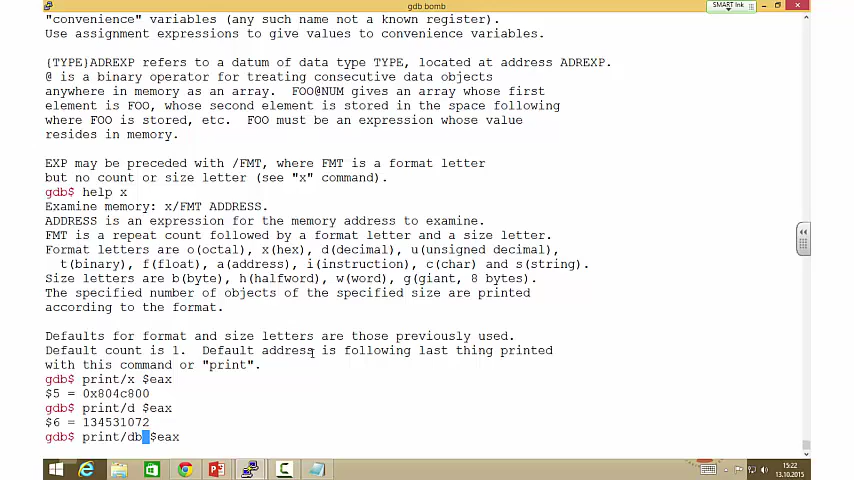 gdb bomb
SMART Ink
"convenience" variables (any such name not a known register).
Use assignment expressions to give values to convenience variables.
{TYPE}ADREXP refers to a datum of data type TYPE, located at address ADREXP.
@ is a binary operator for treating consecutive data objects
anywhere in memory as an array.  FOO@NUM gives an array whose first
element is FOO, whose second element is stored in the space following
where FOO is stored, etc.  FOO must be an expression whose value
resides in memory.
EXP may be preceded with /FMT, where FMT is a format letter
but no count or size letter (see "x" command).
gdb$ help x
Examine memory: x/FMT ADDRESS.
ADDRESS is an expression for the memory address to examine.
FMT is a repeat count followed by a format letter and a size letter.
Format letters are o(octal), x(hex), d(decimal), u(unsigned decimal),
  t(binary), f(float), a(address), i(instruction), c(char) and s(string).
Size letters are b(byte), h(halfword), w(word), g(giant, 8 bytes).
The specified number of objects of the specified size are printed
according to the format.
Defaults for format and size letters are those previously used.
Default count is 1.  Default address is following last thing printed
with this command or "print".
gdb$ print/x $eax
$5 = 0x804c800
gdb$ print/d $eax
$6 = 134531072
gdb$ print/db $eax
15:22
13.10.2015